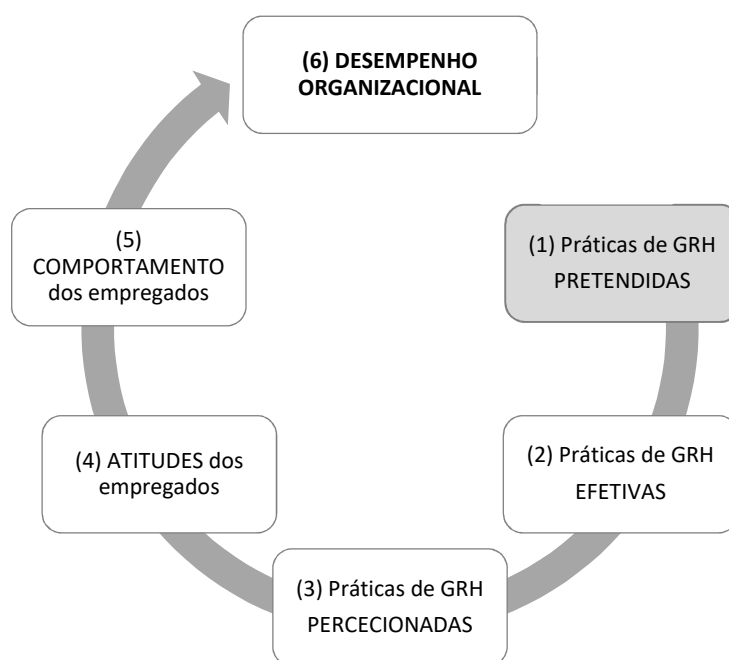 (6) DESEMPENHO
ORGANIZACIONAL
(1) Práticas de GRH
PRETENDIDAS
(2) Práticas de GRH
EFETIVAS
(3) Práticas de GRH
PERCECIONADAS
(4) ATITUDES dos
empregados
(5)
COMPORTAMENTO
dos empregados